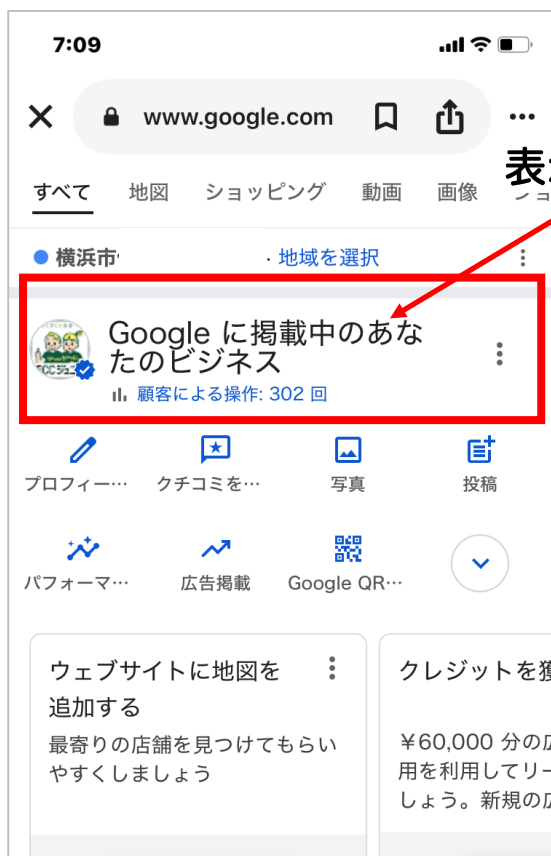 7:09
www.google.com
表
すべて 地図 ショッピング 動画 画像
横浜市 · 地域を選択
Google に掲載中のあな
たのビジネス
顧客による操作: 302 回
プロフィー… クチコミを… 写真 投稿
パフォーマ… 広告掲載 Google QR…
ウェブサイトに地図を
追加する
最寄りの店舗を見つけてもらい
やすくしましょう
クレジットを獲
￥60,000 分の広
用を利用してリー
しょう。新規の広